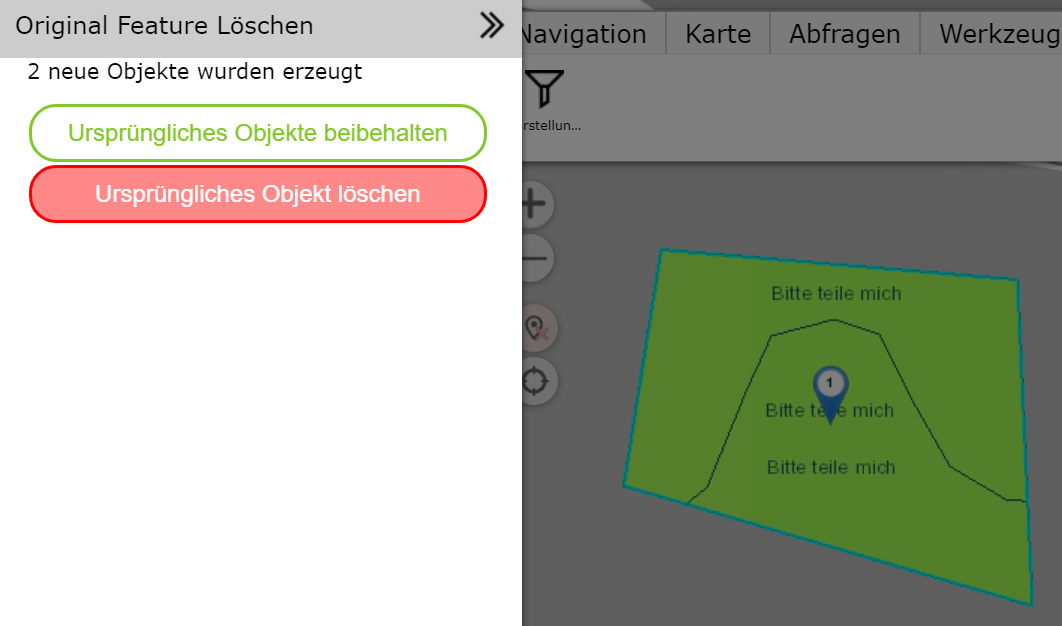 Original Feature Löschen
2 neue Objekte wurden erzeugt
Ursprüngliches Objekte beibehalten
Ursprüngliches Objekt löschen
Navigation
Karte
Abfragen
Werkzeug
rstellun...
Bitte teile mich
1
Bitte teile mich
Bitte teile mich